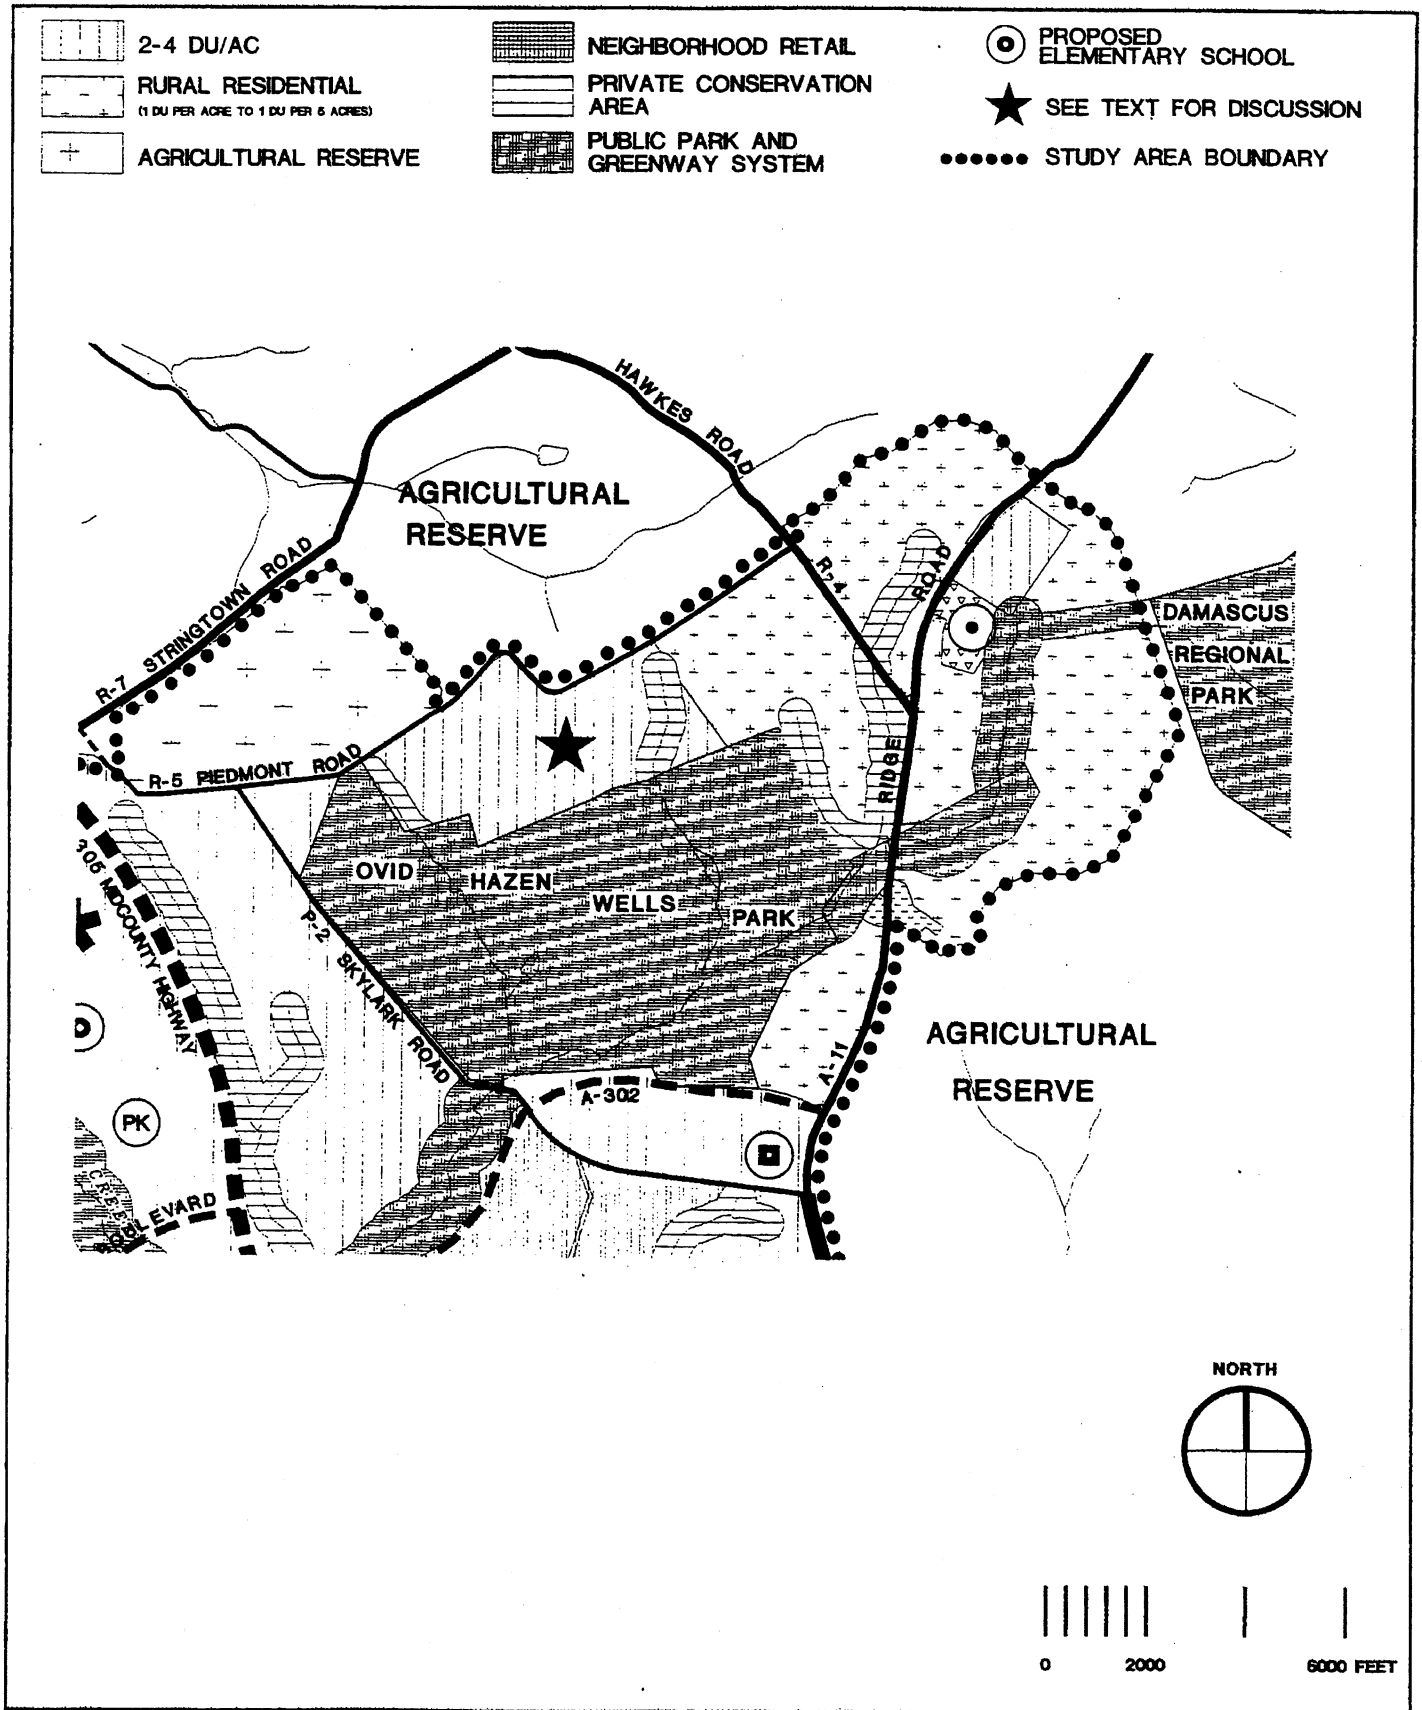 2-4 DU/AC
RURAL RESIDENTIAL
(1 DU PER ACRE TO 1 DU PER 5 ACRES)
AGRICULTURAL RESERVE
NEIGHBORHOOD RETAIL
PRIVATE CONSERVATION
AREA
PUBLIC PARK AND
GREENWAY SYSTEM
PROPOSED
ELEMENTARY SCHOOL
SEE TEXT FOR DISCUSSION
STUDY AREA BOUNDARY
HAWKES ROAD
AGRICULTURAL
RESERVE
R-7 STRINGTOWN ROAD
R-24
RIDGE ROAD
DAMASCUS
REGIONAL
PARK
R-5 PIEDMONT ROAD
OVID HAZEN WELLS PARK
305 MIDCOUNTY HIGHWAY
P-2 SKYLARK ROAD
AGRICULTURAL
RESERVE
A-11
A-302
PK
CREE
BOULEVARD
NORTH
0 2000 6000 FEET